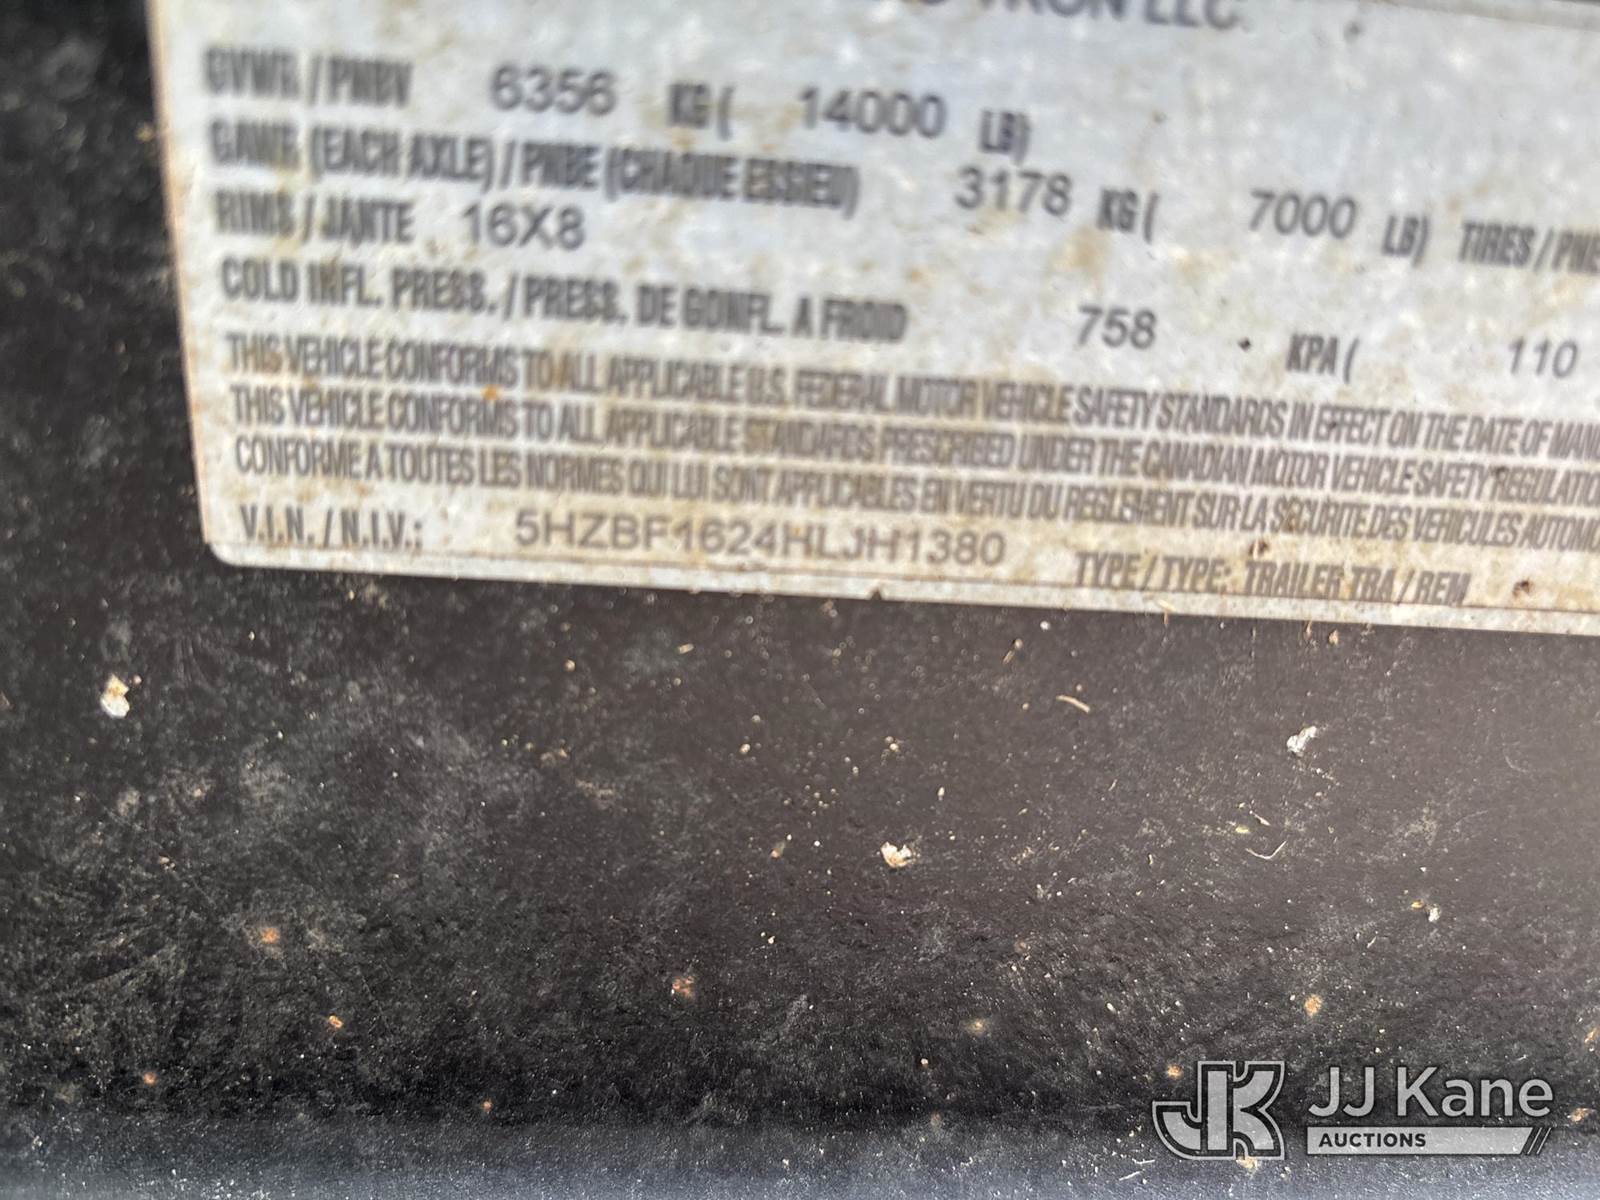 LLC.
GVWR / PNBV 6356 KG ( 14000 LB)
GAWR (EACH AXLE) / PNBE (CHAQUE ESSIEU) 3178 KG ( 7000 LB) TIRES /
RIMS / JANTE 16X8
COLD INFL. PRESS. / PRESS. DE GONFL. A FROID 758 KPA ( 110
THIS VEHICLE CONFORMS TO ALL APPLICABLE U.S. FEDERAL MOTOR VEHICLE SAFETY STANDARDS IN EFFECT ON THE DATE OF
THIS VEHICLE CONFORMS TO ALL APPLICABLE STANDARDS PRESCRIBED UNDER THE CANADIAN MOTOR VEHICLE SAFETY
CONFORME A TOUTES LES NORMES QUI LUI SONT APPLICABLES EN VERTU DU REGLEMENT SUR LA SECURITE DES VEHICULES
V.I.N. / N.I.V.: 5HZBF1624HLJH1380 TYPE / TYPE: TRAILER TRA / REM
JK JJ Kane
AUCTIONS